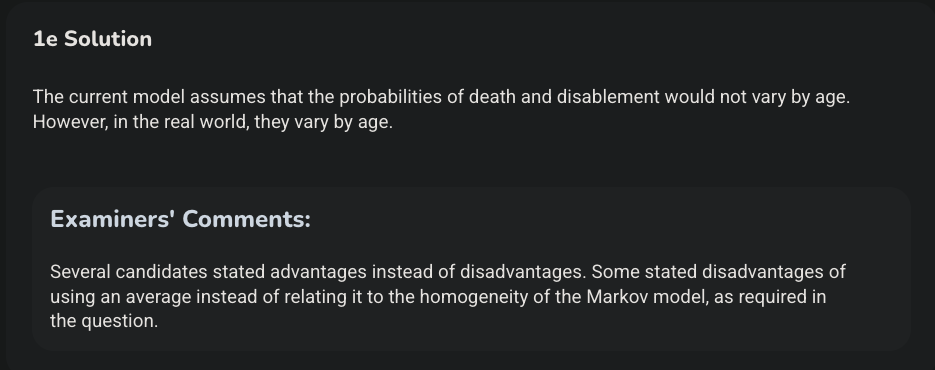 1e Solution
The current model assumes that the probabilities of death and disablement would not vary by age.
However, in the real world, they vary by age.
Examiners' Comments:
Several candidates stated advantages instead of disadvantages. Some stated disadvantages of
using an average instead of relating it to the homogeneity of the Markov model, as required in
the question.